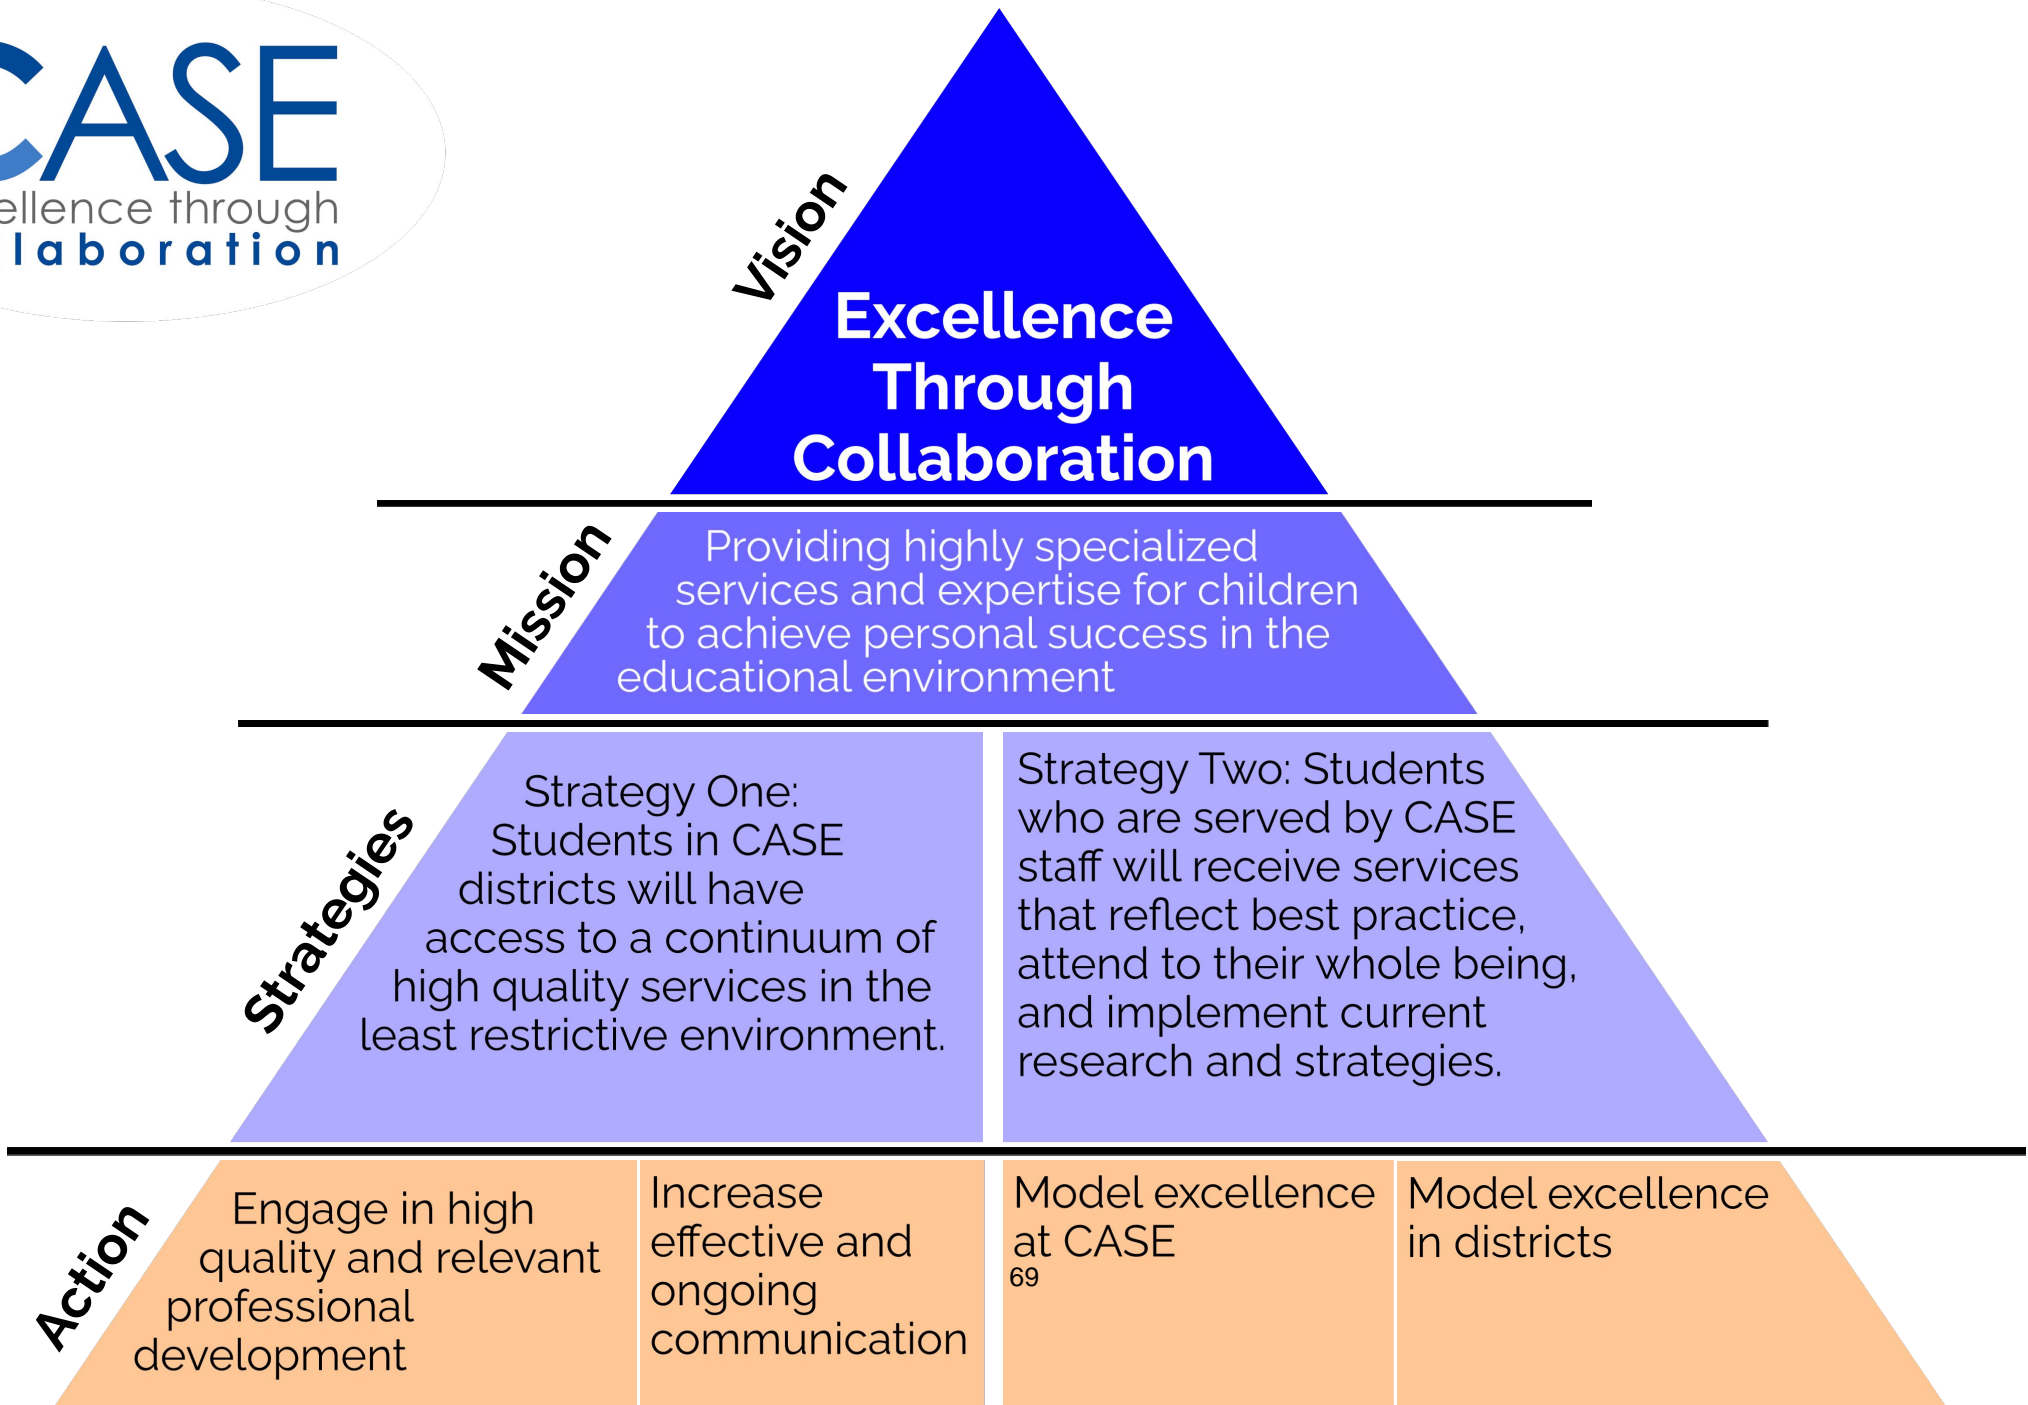 CASE
ellence through
laboration
Vision
Excellence
Through
Collaboration
Mission
Providing highly specialized
services and expertise for children
to achieve personal success in the
educational environment
Strategies
Strategy One:
Students in CASE
districts will have
access to a continuum of
high quality services in the
least restrictive environment.
Strategy Two: Students
who are served by CASE
staff will receive services
that reflect best practice,
attend to their whole being,
and implement current
research and strategies.
Action
Engage in high
quality and relevant
professional
development
Increase
effective and
ongoing
communication
Model excellence
at CASE
69
Model excellence
in districts